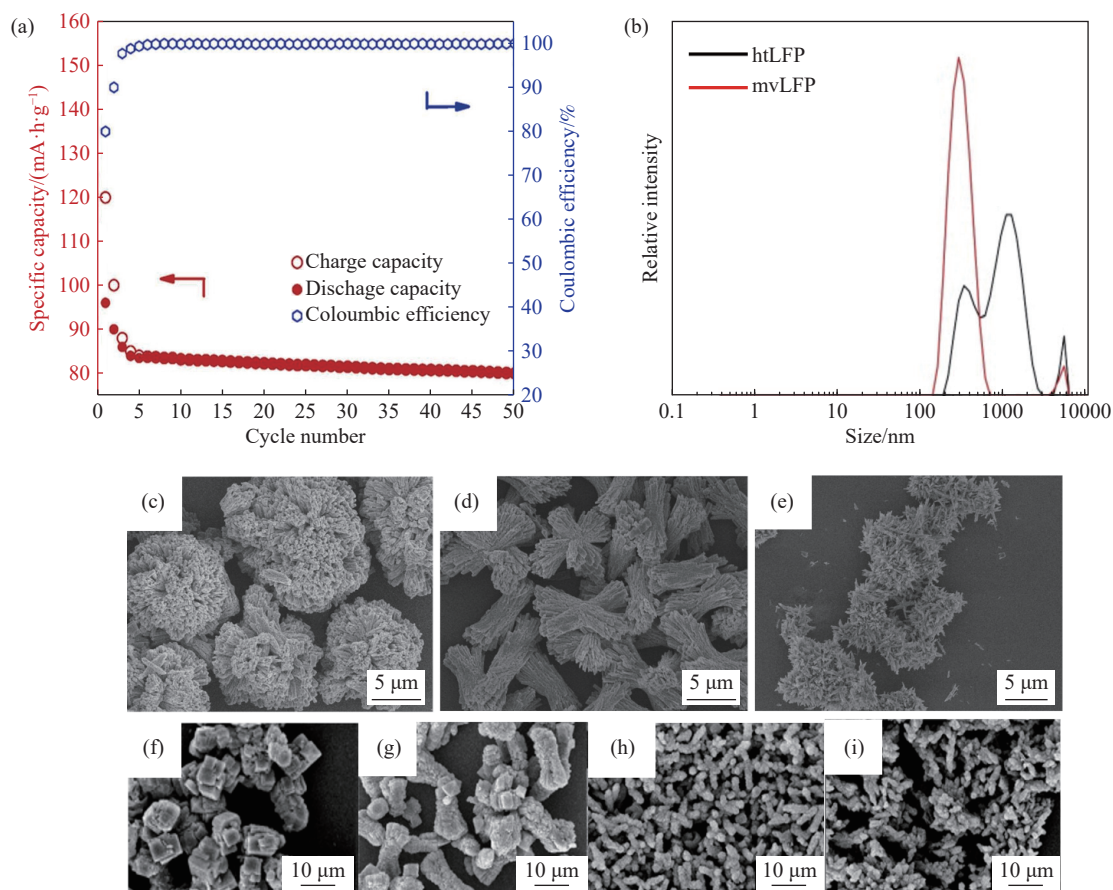 (a)
160
150
140
130
120
110
100
90
80
Specific capacity/(mA·h·g⁻¹)
100
90
80
70
60
50
40
30
20
Coulombic efficiency/%
Charge capacity
Dischage capacity
Coloumbic efficiency
0 5 10 15 20 25 30 35 40 45 50
Cycle number
(b)
htLFP
mvLFP
Relative intensity
0.1 1 10 100 1000 10000
Size/nm
(c)
5 μm
(d)
5 μm
(e)
5 μm
(f)
10 μm
(g)
10 μm
(h)
10 μm
(i)
10 μm